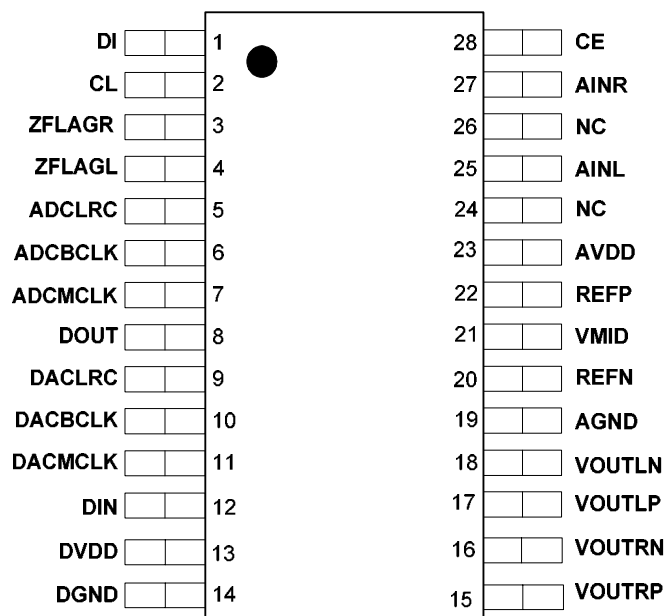 DI 1 28 CE
CL 2 27 AINR
ZFLAGR 3 26 NC
ZFLAGL 4 25 AINL
ADCLRC 5 24 NC
ADCBCLK 6 23 AVDD
ADCMCLK 7 22 REFP
DOUT 8 21 VMID
DACLRC 9 20 REFN
DACBCLK 10 19 AGND
DACMCLK 11 18 VOUTLN
DIN 12 17 VOUTLP
DVDD 13 16 VOUTRN
DGND 14 15 VOUTRP